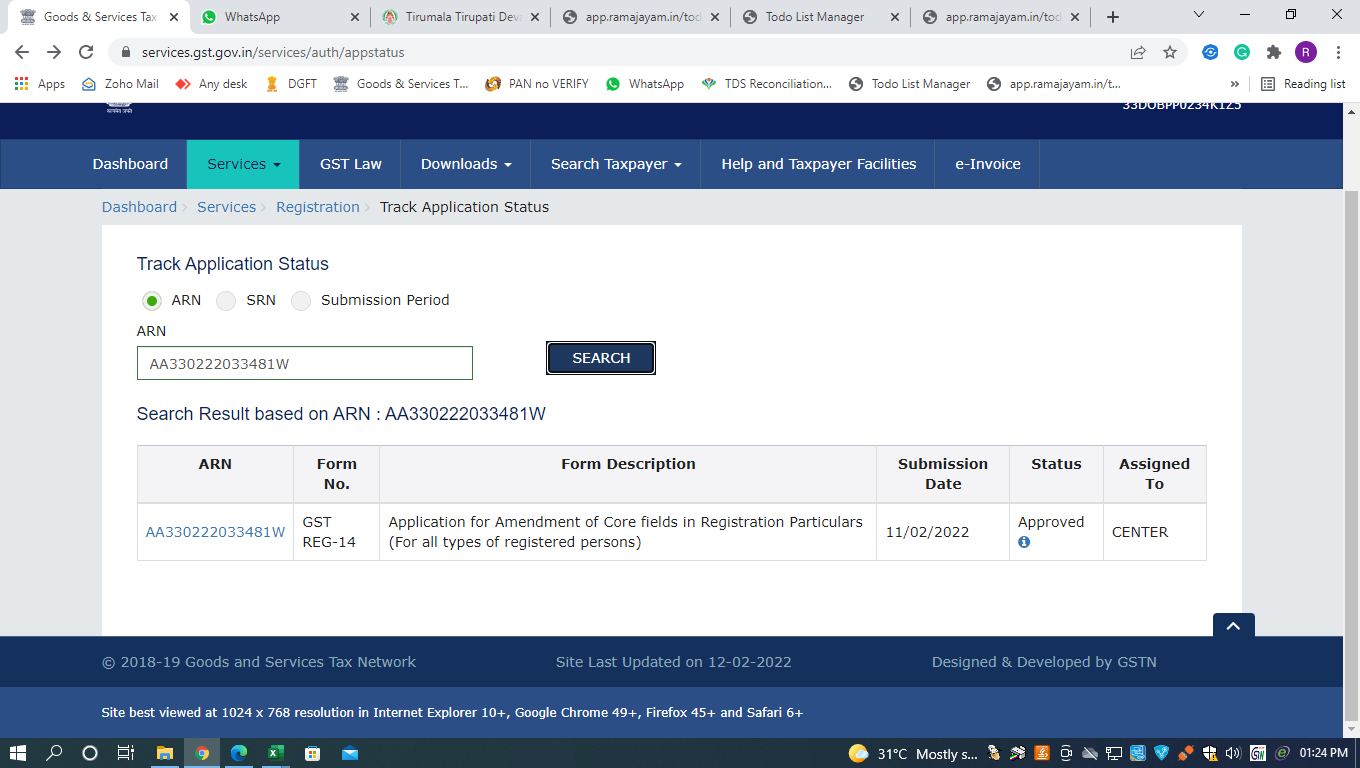 Goods & Services Tax
WhatsApp
Tirumala Tirupati Dev
app.ramajayam.in/tod
Todo List Manager
app.ramajayam.in/tod
services.gst.gov.in/services/auth/appstatus
R
Apps
Zoho Mail
Any desk
DGFT
Goods & Services T...
PAN no VERIFY
WhatsApp
TDS Reconciliation...
Todo List Manager
app.ramajayam.in/t...
Reading list
33DOBPP0234K1Z5
Dashboard
Services
GST Law
Downloads
Search Taxpayer
Help and Taxpayer Facilities
e-Invoice
Dashboard > Services > Registration > Track Application Status
Track Application Status
ARN SRN Submission Period
ARN
AA330222033481W
SEARCH
Search Result based on ARN : AA330222033481W
ARN
Form No.
Form Description
Submission Date
Status
Assigned To
AA330222033481W
GST
REG-14
Application for Amendment of Core fields in Registration Particulars
(For all types of registered persons)
11/02/2022
Approved
CENTER
© 2018-19 Goods and Services Tax Network
Site Last Updated on 12-02-2022
Designed & Developed by GSTN
Site best viewed at 1024 x 768 resolution in Internet Explorer 10+, Google Chrome 49+, Firefox 45+ and Safari 6+
31°C Mostly s...
01:24 PM